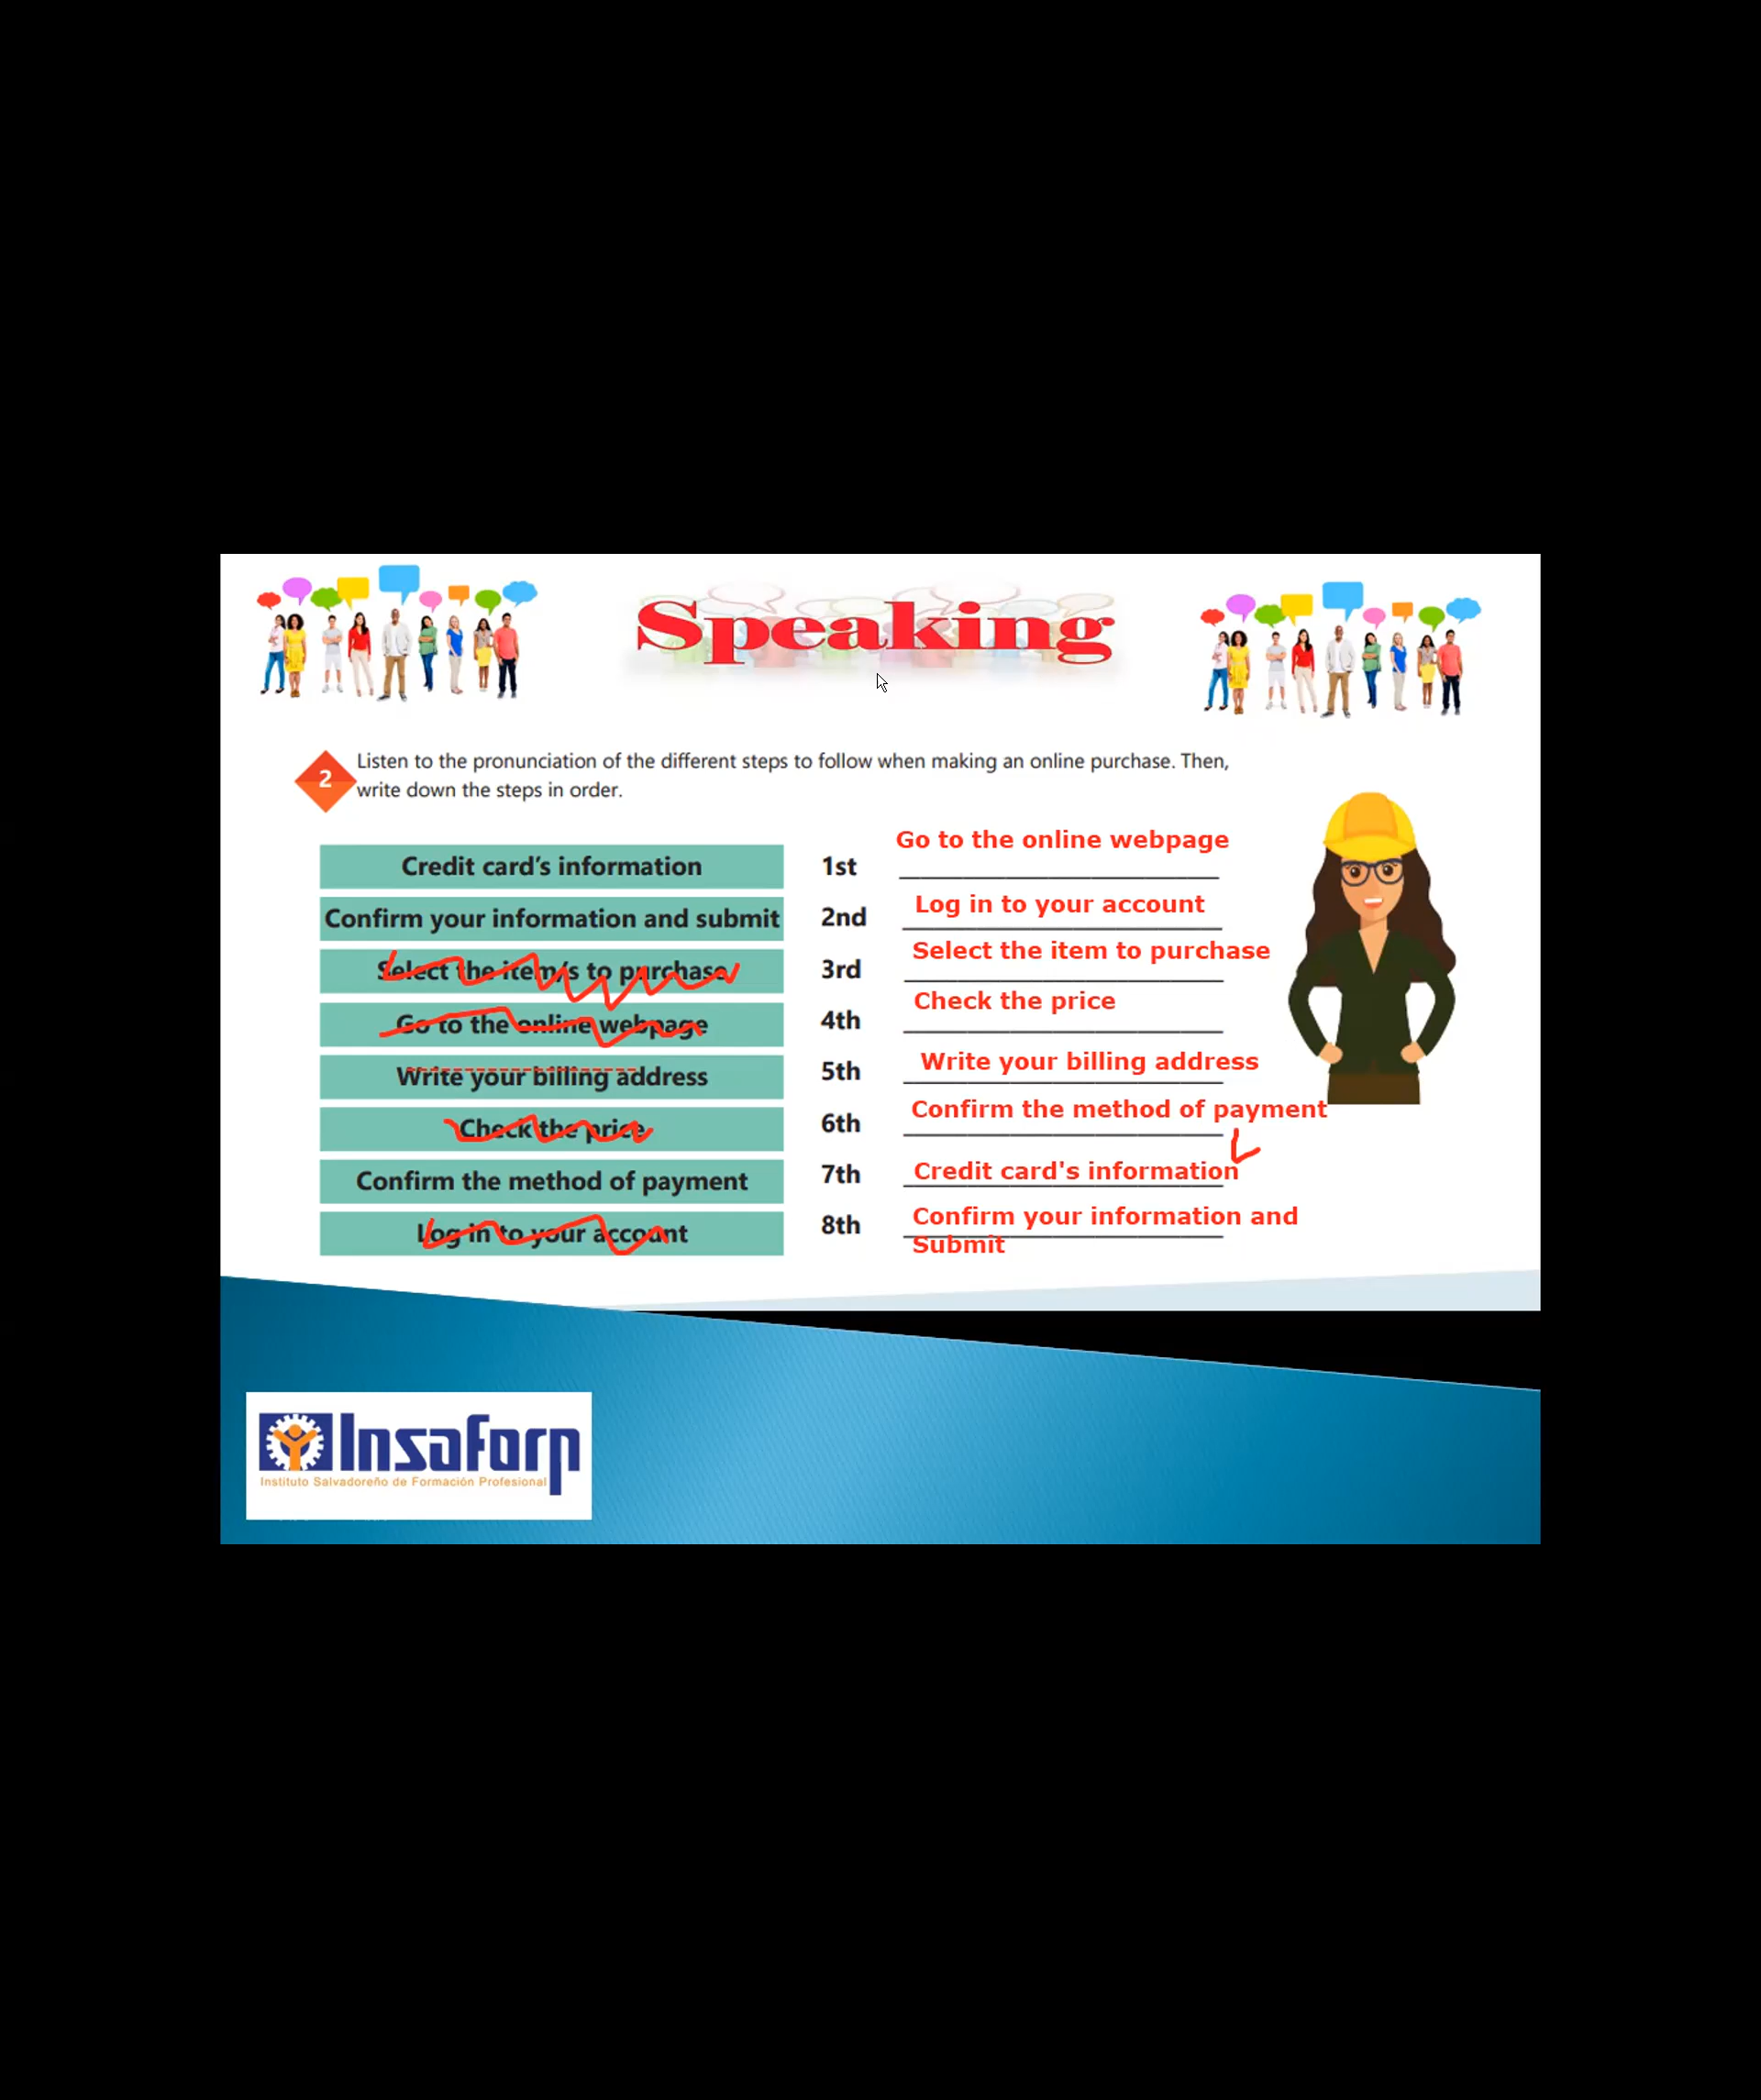 Speaking
2
Listen to the pronunciation of the different steps to follow when making an online purchase. Then,
write down the steps in order.
Credit card's information
Confirm your information and submit
Select the item/s to purchase
Go to the online webpage
Write your billing address
Check the price
Confirm the method of payment
Log in to your account
1st Go to the online webpage
2nd Log in to your account
3rd Select the item to purchase
4th Check the price
5th Write your billing address
6th Confirm the method of payment
7th Credit card's information
8th Confirm your information and
Submit
Insaforp
Instituto Salvadoreño de Formación Profesional